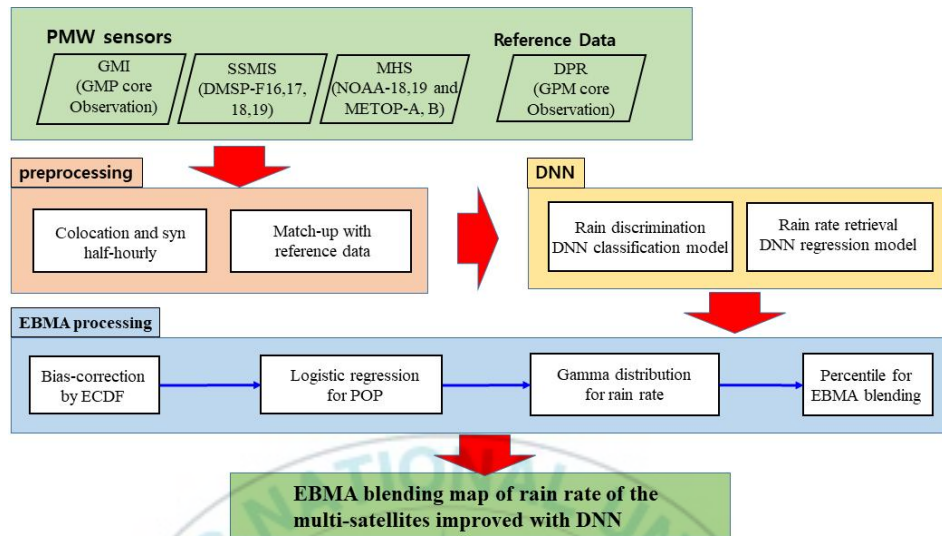 PMW sensors
Reference Data
GMI
(GMP core
Observation)
SSMIS
(DMSP-F16,17,
18,19)
MHS
(NOAA-18,19 and
METOP-A, B)
DPR
(GPM core
Observation)
preprocessing
DNN
Colocation and syn
half-hourly
Match-up with
reference data
Rain discrimination
DNN classification model
Rain rate retrieval
DNN regression model
EBMA processing
Bias-correction
by ECDF
Logistic regression
for POP
Gamma distribution
for rain rate
Percentile for
EBMA blending
NATIONAL
EBMA blending map of rain rate of the
multi-satellites improved with DNN